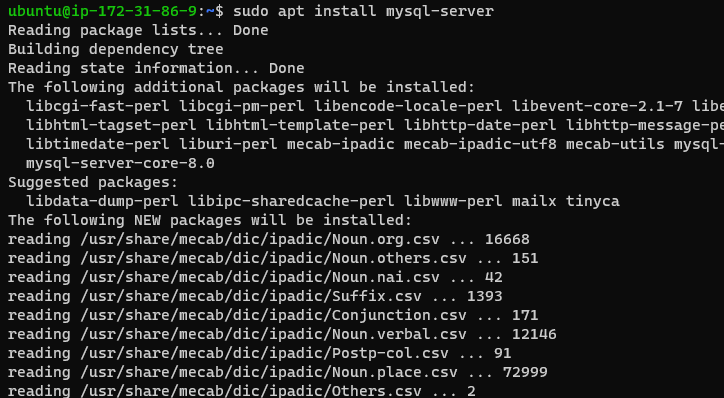 ubuntu@ip-172-31-86-9:~$ sudo apt install mysql-server
Reading package lists... Done
Building dependency tree
Reading state information... Done
The following additional packages will be installed:
libcgi-fast-perl libcgi-pm-perl libencode-locale-perl libevent-core-2.1-7 libe
libhtml-tagset-perl libhtml-template-perl libhttp-date-perl libhttp-message-pe
libtimedate-perl liburi-perl mecab-ipadic mecab-ipadic-utf8 mecab-utils mysql-
mysql-server-core-8.0
Suggested packages:
libdata-dump-perl libipc-sharedcache-perl libwww-perl mailx tinyca
The following NEW packages will be installed:
reading /usr/share/mecab/dic/ipadic/Noun.org.csv ... 16668
reading /usr/share/mecab/dic/ipadic/Noun.others.csv ... 151
reading /usr/share/mecab/dic/ipadic/Noun.nai.csv ... 42
reading /usr/share/mecab/dic/ipadic/Suffix.csv ... 1393
reading /usr/share/mecab/dic/ipadic/Conjunction.csv ... 171
reading /usr/share/mecab/dic/ipadic/Noun.verbal.csv ... 12146
reading /usr/share/mecab/dic/ipadic/Postp-col.csv ... 91
reading /usr/share/mecab/dic/ipadic/Noun.place.csv ... 72999
reading /usr/share/mecab/dic/ipadic/Others.csv ... 2